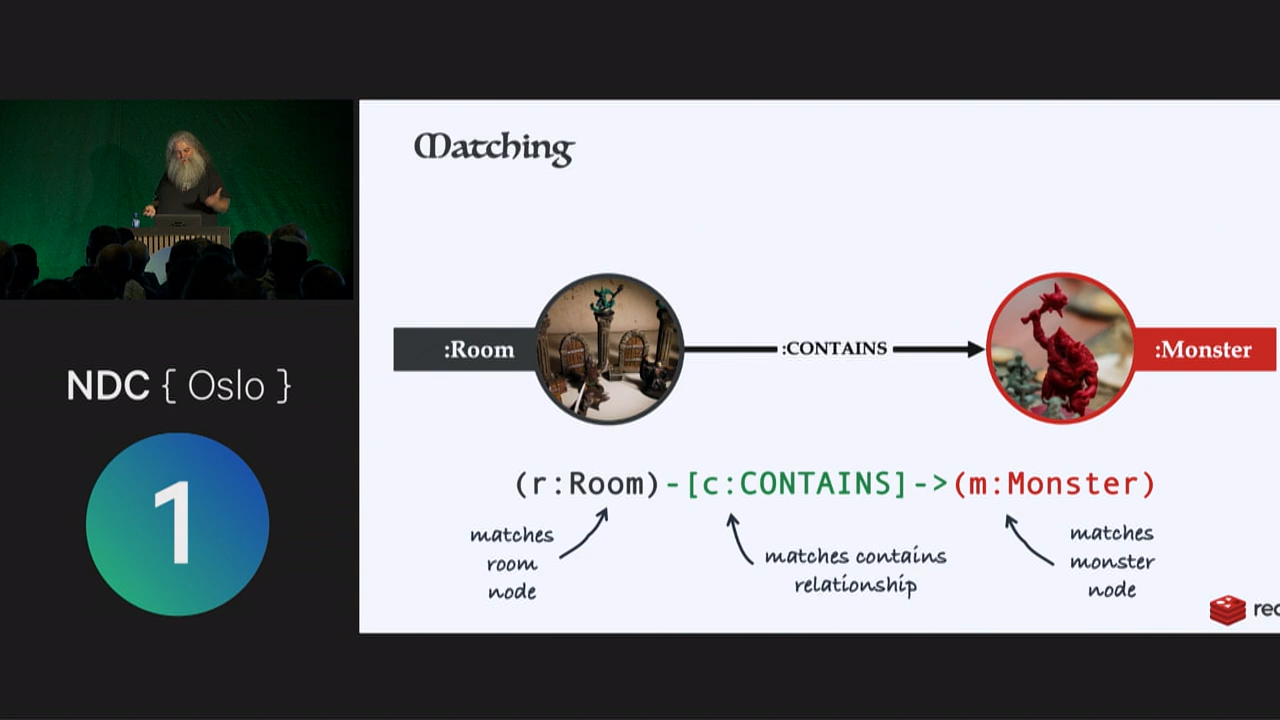 Matching
:Room
:CONTAINS
:Monster
NDC { Oslo }
1
(r:Room)-[c:CONTAINS]->(m:Monster)
matches
room
node
matches contains
relationship
matches
monster
node